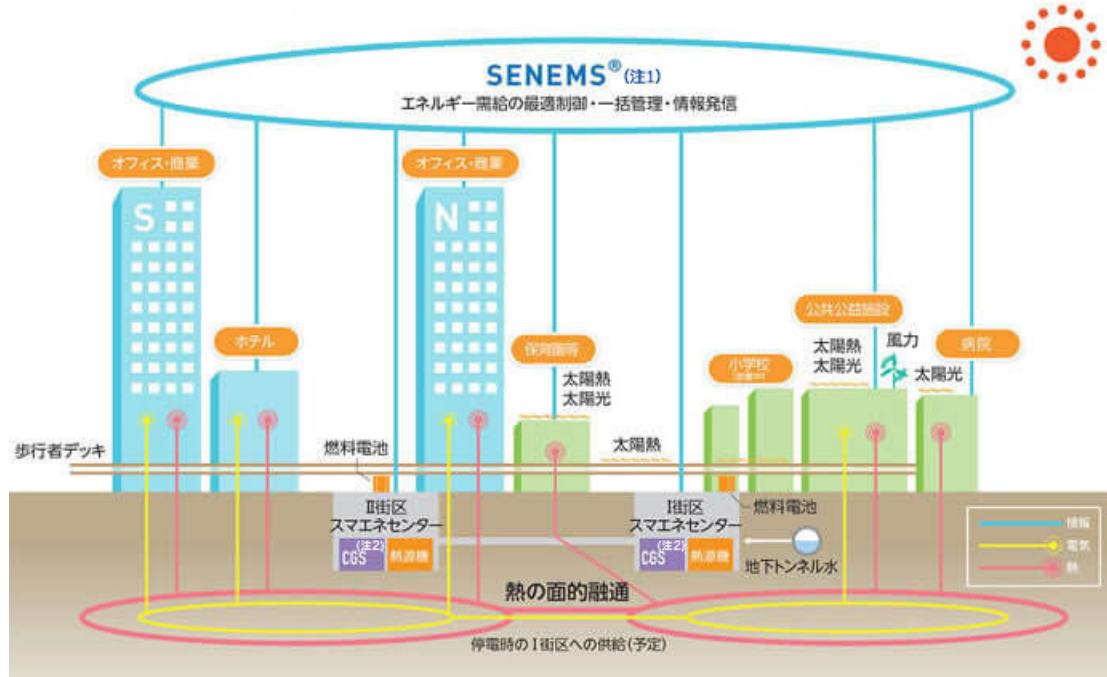 SENEMS®(注1)
エネルギー需給の最適制御・一括管理・情報発信
オフィス・商業
オフィス・商業
S
N
ホテル
保育園等
太陽熱
太陽光
小学校
公共公益施設
太陽熱
太陽光
風力
病院
太陽光
歩行者デッキ
燃料電池
太陽熱
II街区
スマエネセンター
(注2)
CGS
熱源機
I街区
スマエネセンター
(注2)
CGS
熱源機
燃料電池
地下トンネル水
情報
電気
熱
熱の面的融通
停電時のI街区への供給(予定)